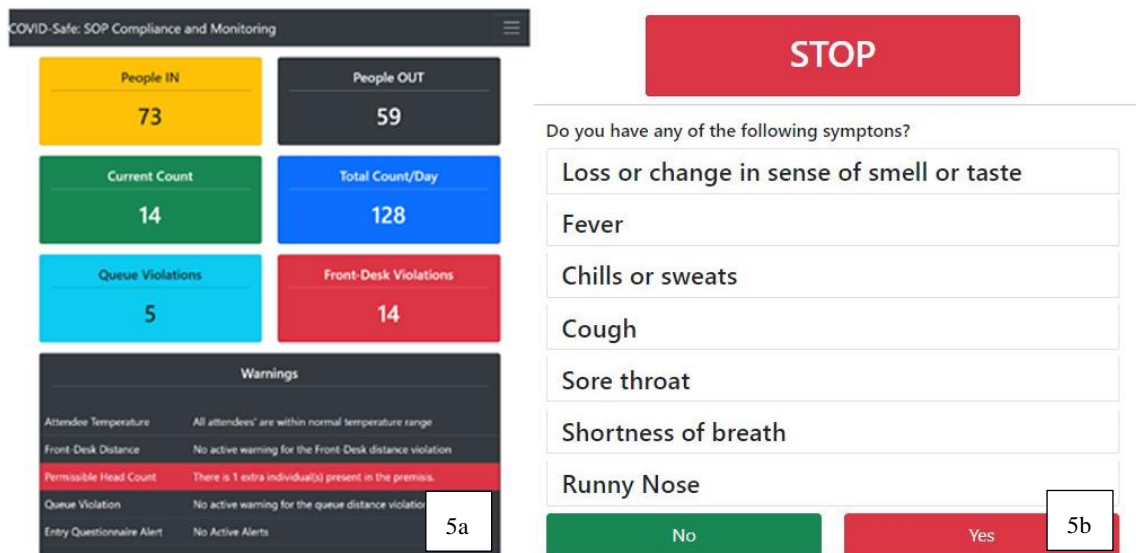 COVID-Safe: SOP Compliance and Monitoring
People IN
73
People OUT
59
Current Count
14
Total Count/Day
128
Queue Violations
5
Front-Desk Violations
14
Warnings
Attendee Temperature All attendees' are within normal temperature range
Front-Desk Distance No active warning for the Front-Desk distance violation
Permissible Head Count There is 1 extra individual(s) present in the premisis.
Queue Violation No active warning for the queue distance violation
Entry Questionnaire Alert No Active Alerts
5a
STOP
Do you have any of the following symptons?
Loss or change in sense of smell or taste
Fever
Chills or sweats
Cough
Sore throat
Shortness of breath
Runny Nose
No
Yes
5b